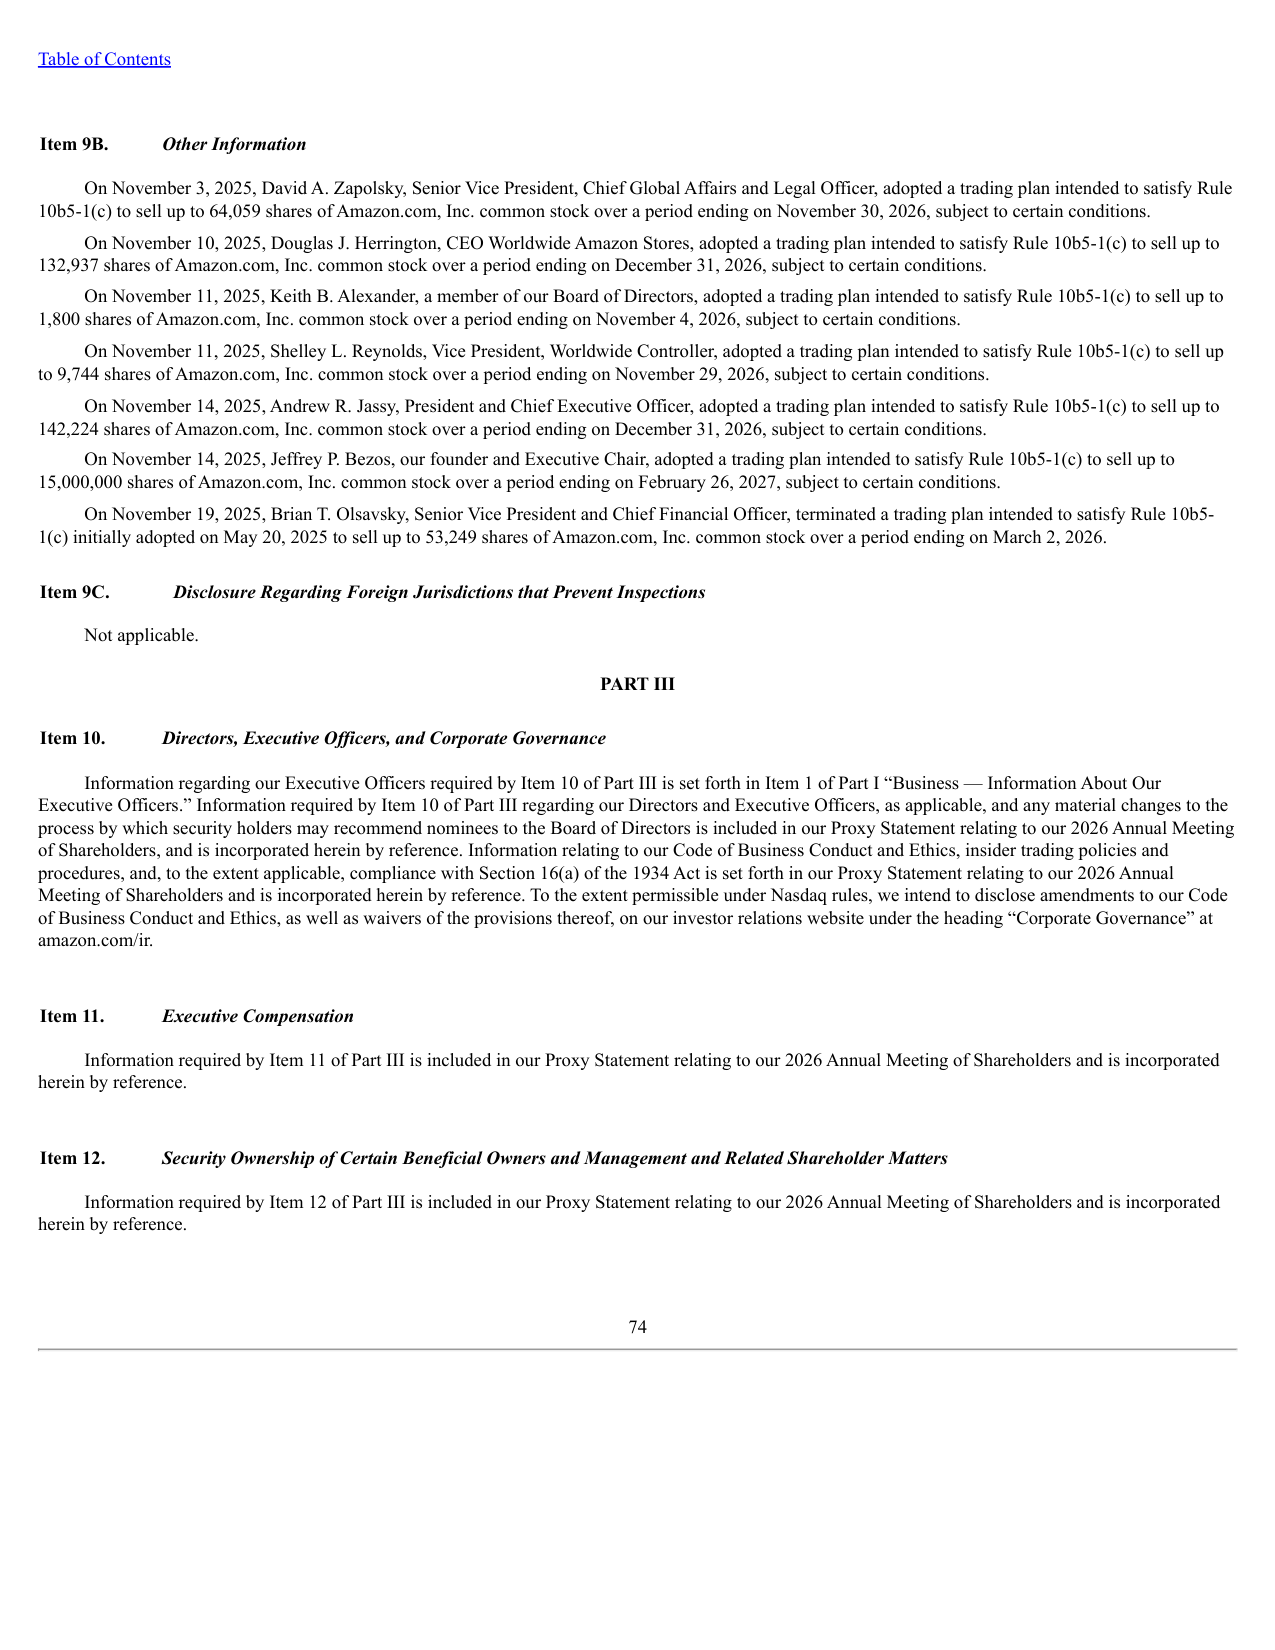 Table of Contents
Item 9B. Other Information
On November 3, 2025, David A. Zapolsky, Senior Vice President, Chief Global Affairs and Legal Officer, adopted a trading plan intended to satisfy Rule
10b5-1(c) to sell up to 64,059 shares of Amazon.com, Inc. common stock over a period ending on November 30, 2026, subject to certain conditions.
On November 10, 2025, Douglas J. Herrington, CEO Worldwide Amazon Stores, adopted a trading plan intended to satisfy Rule 10b5-1(c) to sell up to
132,937 shares of Amazon.com, Inc. common stock over a period ending on December 31, 2026, subject to certain conditions.
On November 11, 2025, Keith B. Alexander, a member of our Board of Directors, adopted a trading plan intended to satisfy Rule 10b5-1(c) to sell up to
1,800 shares of Amazon.com, Inc. common stock over a period ending on November 4, 2026, subject to certain conditions.
On November 11, 2025, Shelley L. Reynolds, Vice President, Worldwide Controller, adopted a trading plan intended to satisfy Rule 10b5-1(c) to sell up
to 9,744 shares of Amazon.com, Inc. common stock over a period ending on November 29, 2026, subject to certain conditions.
On November 14, 2025, Andrew R. Jassy, President and Chief Executive Officer, adopted a trading plan intended to satisfy Rule 10b5-1(c) to sell up to
142,224 shares of Amazon.com, Inc. common stock over a period ending on December 31, 2026, subject to certain conditions.
On November 14, 2025, Jeffrey P. Bezos, our founder and Executive Chair, adopted a trading plan intended to satisfy Rule 10b5-1(c) to sell up to
15,000,000 shares of Amazon.com, Inc. common stock over a period ending on February 26, 2027, subject to certain conditions.
On November 19, 2025, Brian T. Olsavsky, Senior Vice President and Chief Financial Officer, terminated a trading plan intended to satisfy Rule 10b5-
1(c) initially adopted on May 20, 2025 to sell up to 53,249 shares of Amazon.com, Inc. common stock over a period ending on March 2, 2026.
Item 9C. Disclosure Regarding Foreign Jurisdictions that Prevent Inspections
Not applicable.
PART III
Item 10. Directors, Executive Officers, and Corporate Governance
Information regarding our Executive Officers required by Item 10 of Part III is set forth in Item 1 of Part I “Business — Information About Our
Executive Officers.” Information required by Item 10 of Part III regarding our Directors and Executive Officers, as applicable, and any material changes to the
process by which security holders may recommend nominees to the Board of Directors is included in our Proxy Statement relating to our 2026 Annual Meeting
of Shareholders, and is incorporated herein by reference. Information relating to our Code of Business Conduct and Ethics, insider trading policies and
procedures, and, to the extent applicable, compliance with Section 16(a) of the 1934 Act is set forth in our Proxy Statement relating to our 2026 Annual
Meeting of Shareholders and is incorporated herein by reference. To the extent permissible under Nasdaq rules, we intend to disclose amendments to our Code
of Business Conduct and Ethics, as well as waivers of the provisions thereof, on our investor relations website under the heading “Corporate Governance” at
amazon.com/ir.
Item 11. Executive Compensation
Information required by Item 11 of Part III is included in our Proxy Statement relating to our 2026 Annual Meeting of Shareholders and is incorporated
herein by reference.
Item 12. Security Ownership of Certain Beneficial Owners and Management and Related Shareholder Matters
Information required by Item 12 of Part III is included in our Proxy Statement relating to our 2026 Annual Meeting of Shareholders and is incorporated
herein by reference.
74